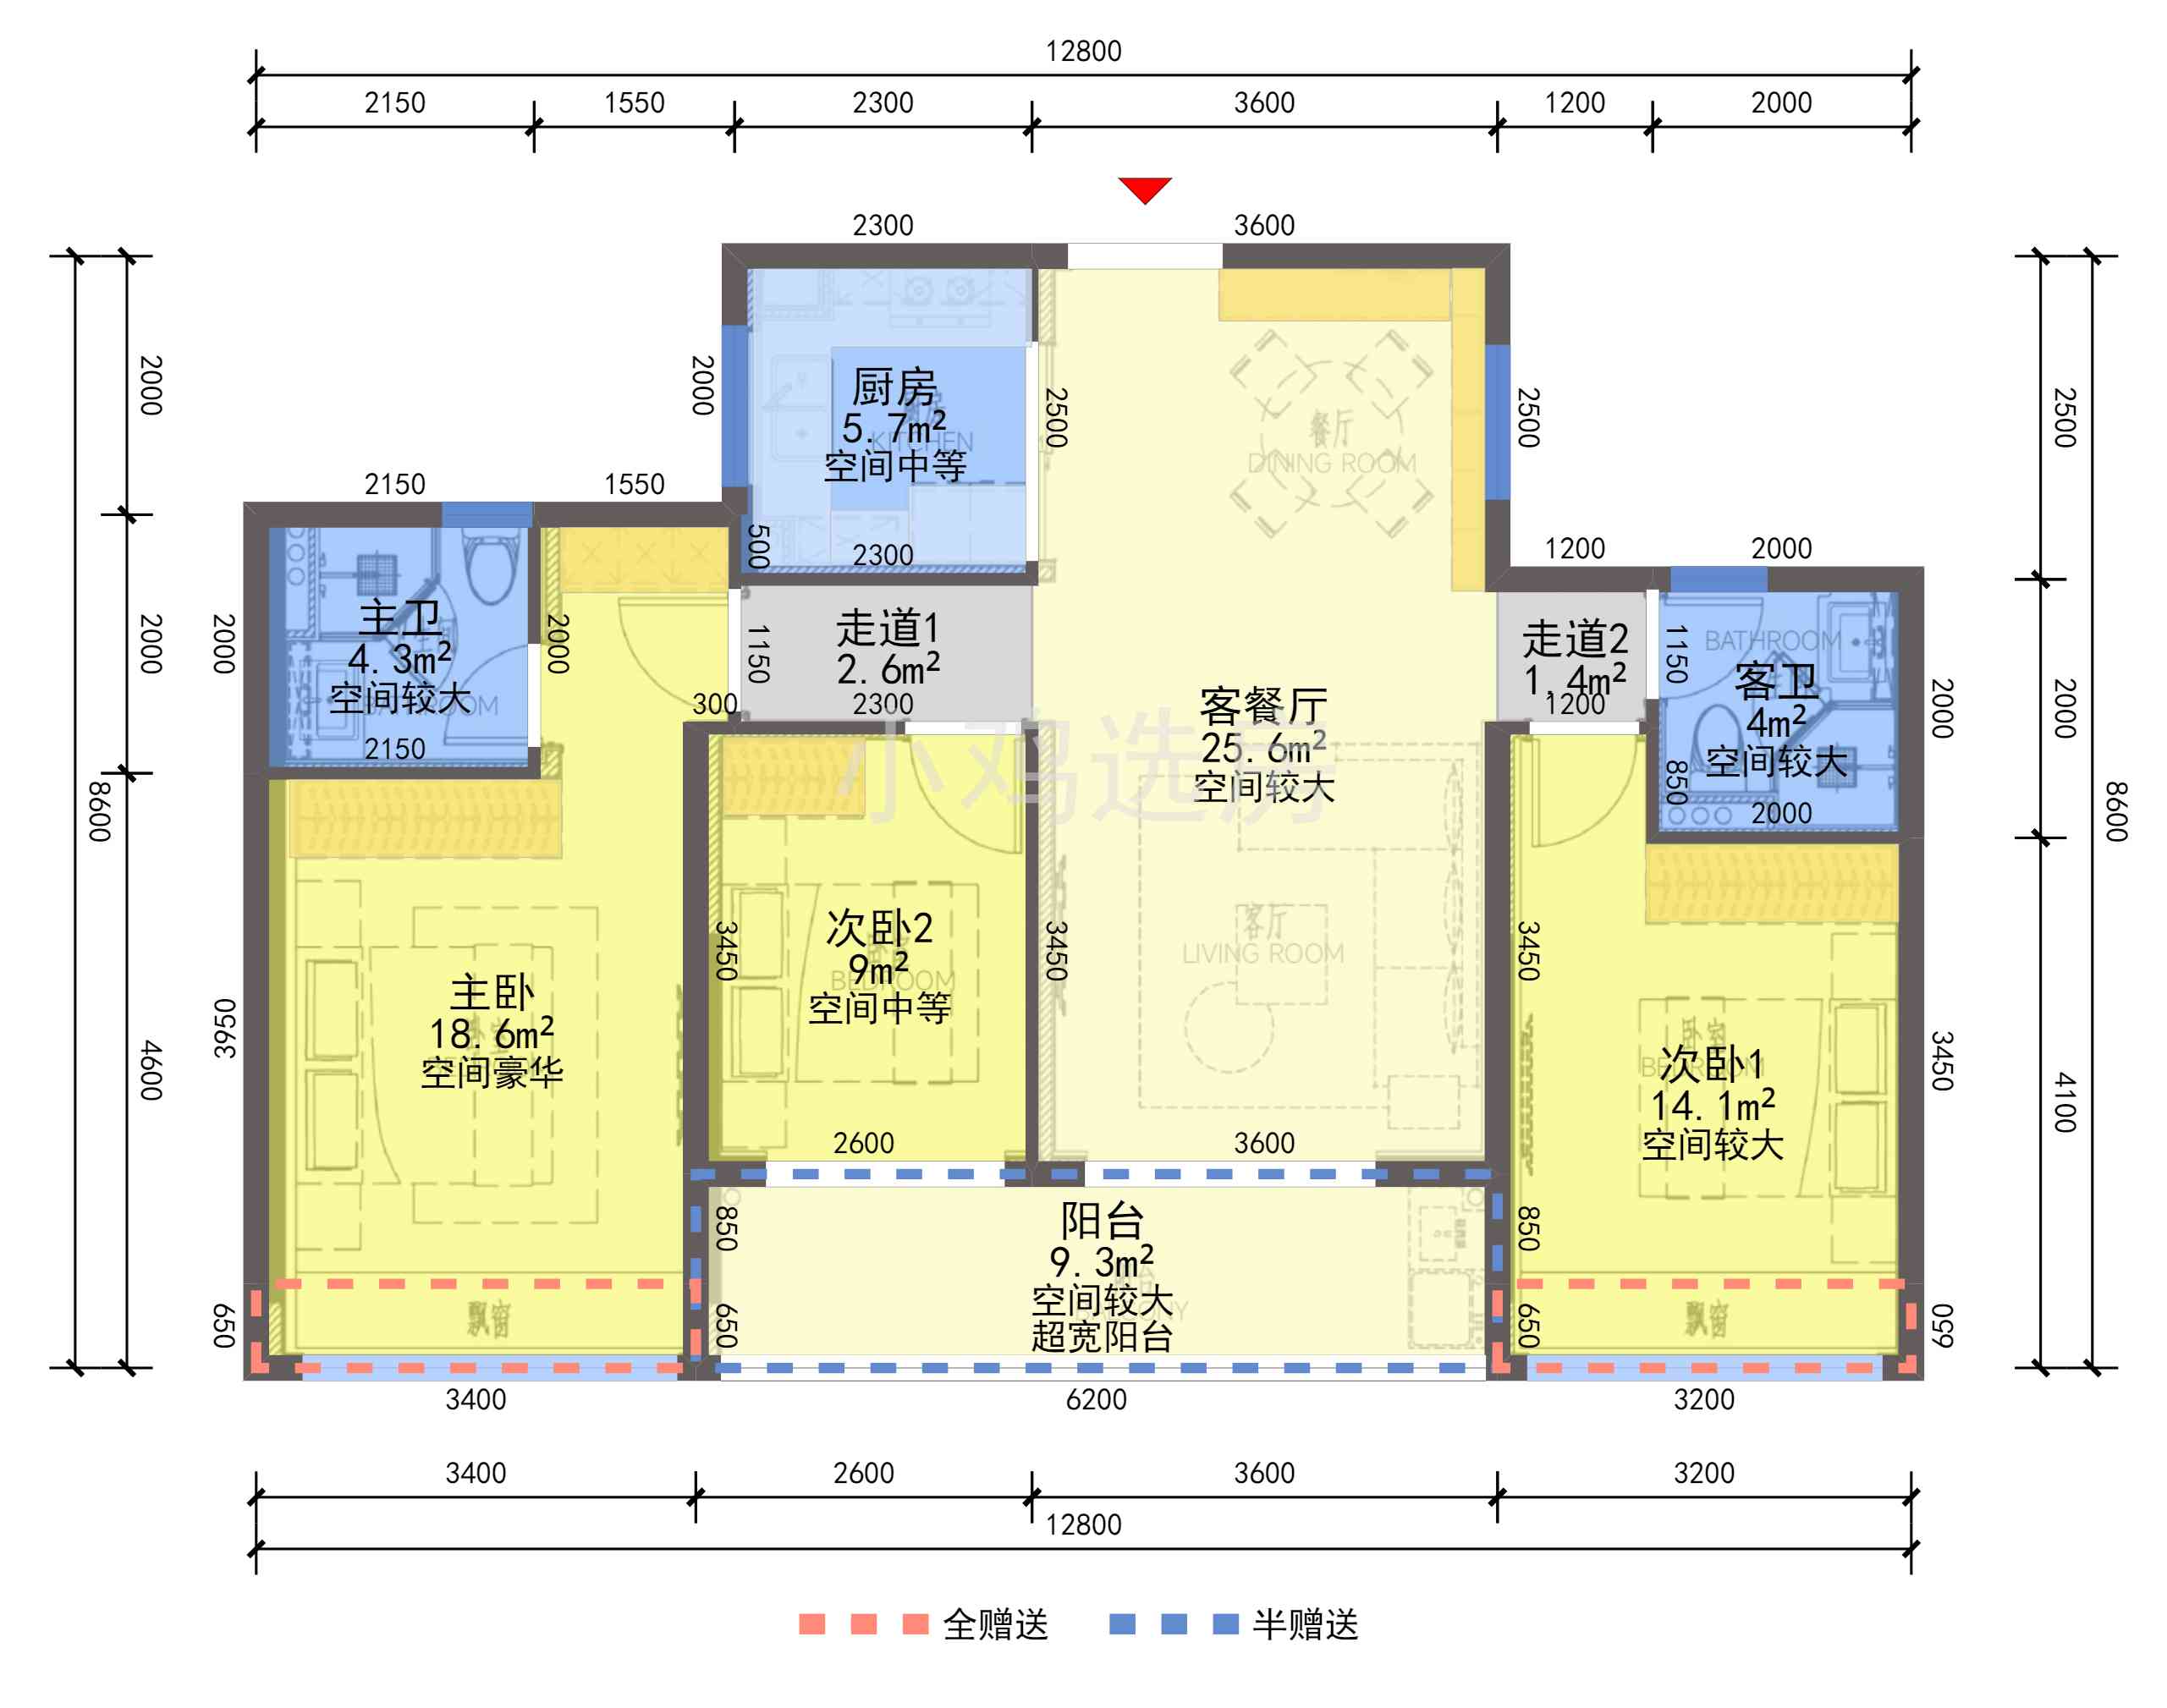 12800
2150 1550 2300 3600 1200 2000
2300 3600
2000
2000
2500
2500
2500
厨房
5.7m²
空间中等
KITCHEN
餐厅
DINING ROOM
2150 1550
500
2300
1200 2000
2000
2000
主卫
4.3m²
空间较大
BATHROOM
2150
2000
300
1150
走道1
2.6m²
2300
走道2
1.4m²
1200
1150
850
BATHROOM
客卫
4m²
空间较大
2000
2000
2000
客餐厅
25.6m²
空间较大
小鸡选房
8600
8600
3950
4600
主卧
18.6m²
空间豪华
3450
次卧2
9m²
空间中等
BEDROOM
2600
3450
客厅
LIVING ROOM
3600
3450
卧室
BEDROOM
次卧1
14.1m²
空间较大
3450
4100
850
阳台
9.3m²
空间较大
超宽阳台
BALCONY
850
650
飘窗
650
650
飘窗
650
3400 6200 3200
3400 2600 3600 3200
12800
全赠送 半赠送